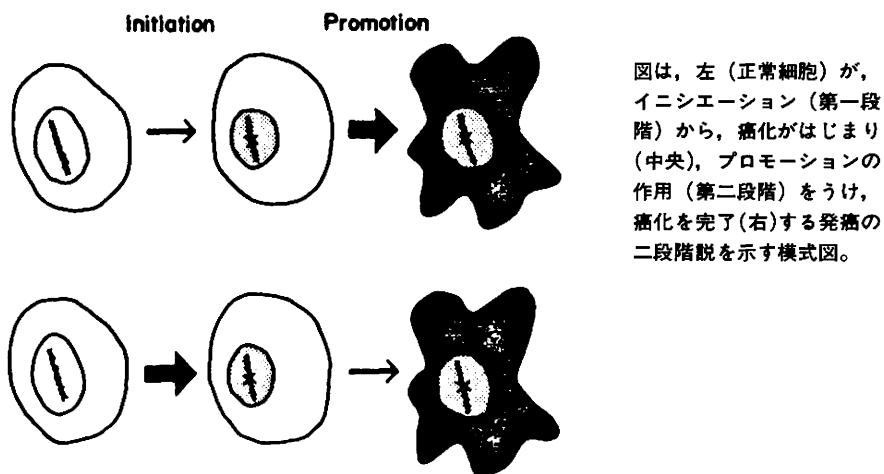 Initiation Promotion
図は，左（正常細胞）が，
イニシエーション（第一段
階）から，癌化がはじまり
(中央)，プロモーションの
作用（第二段階）をうけ，
癌化を完了(右)する発癌の
二段階説を示す模式図。